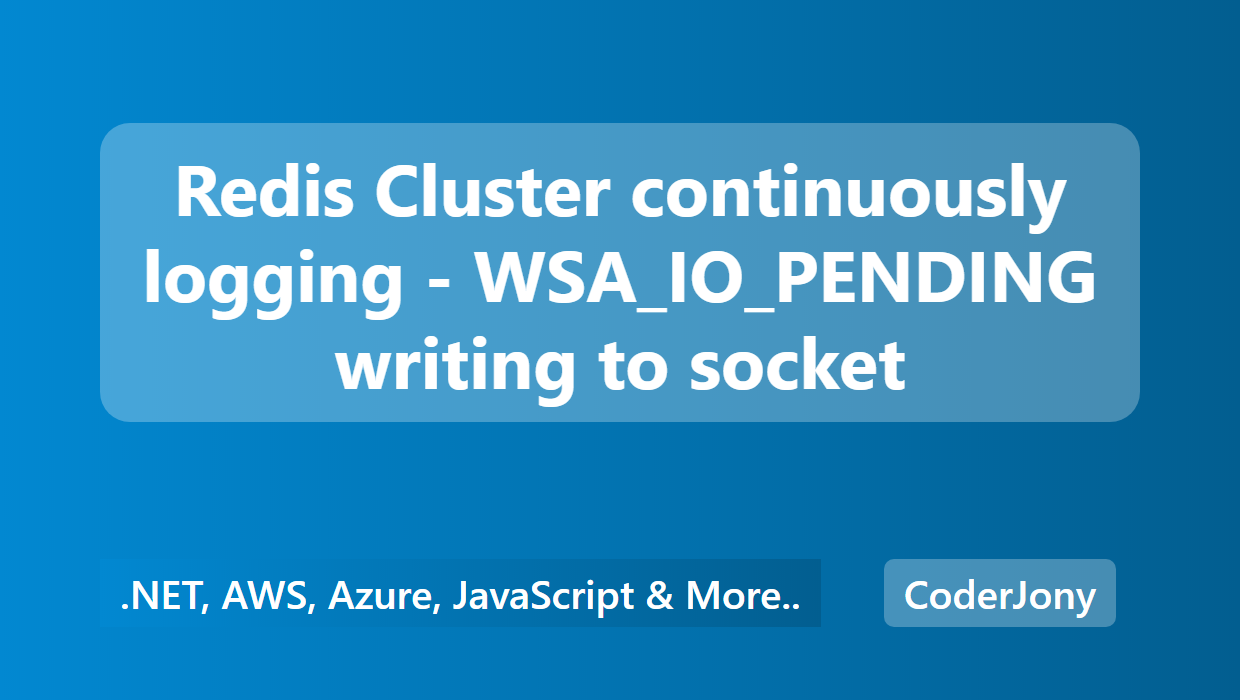 Redis Cluster continuously
logging - WSA_IO_PENDING
writing to socket
.NET, AWS, Azure, JavaScript & More..
CoderJony